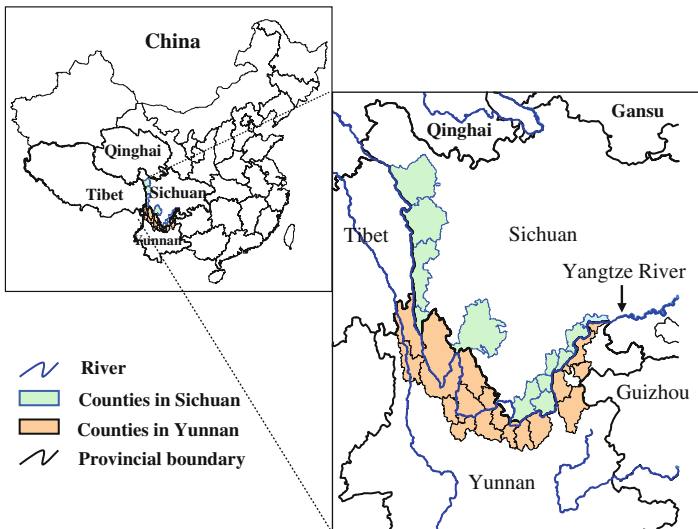 China
Qinghai
Tibet
Sichuan
Yunnan
Gansu
Qinghai
Tibet
Sichuan
Yangtze River
Guizhou
Yunnan
River
Counties in Sichuan
Counties in Yunnan
Provincial boundary